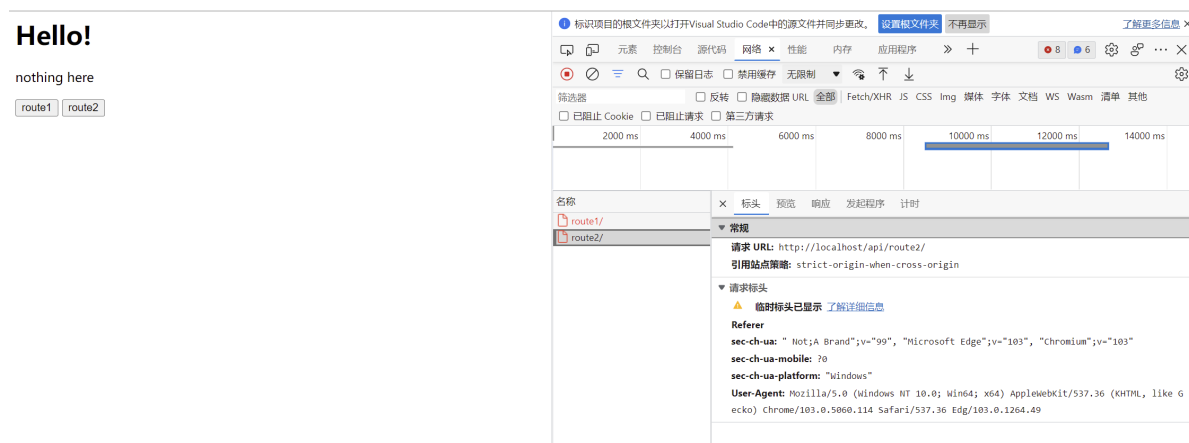 Hello!
nothing here
route1 route2
标识项目的根文件夹以打开Visual Studio Code中的源文件并同步更改。 设置根文件夹 不再显示 了解更多信息
元素 控制台 源代码 网络 性能 内存 应用程序 8 6
保留日志 禁用缓存 无限制
筛选器 反转 隐藏数据 URL 全部 Fetch/XHR JS CSS Img 媒体 字体 文档 WS Wasm 清单 其他
已阻止 Cookie 已阻止请求 第三方请求
2000 ms 4000 ms 6000 ms 8000 ms 10000 ms 12000 ms 14000 ms
名称
route1/
route2/
标头 预览 响应 发起程序 计时
常规
请求 URL: http://localhost/api/route2/
引用站点策略: strict-origin-when-cross-origin
请求标头
临时标头已显示 了解详细信息
Referer
sec-ch-ua: " Not;A Brand";v="99", "Microsoft Edge";v="103", "Chromium";v="103"
sec-ch-ua-mobile: ?0
sec-ch-ua-platform: "Windows"
User-Agent: Mozilla/5.0 (Windows NT 10.0; Win64; x64) AppleWebKit/537.36 (KHTML, like G
ecko) Chrome/103.0.5060.114 Safari/537.36 Edg/103.0.1264.49